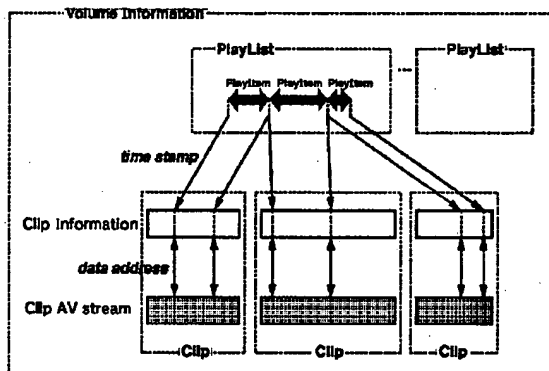 Volume Information
PlayList
PlayList
PlayItem PlayItem PlayItem
...
time stamp
Clip Information
data address
Clip AV stream
Clip
Clip
Clip